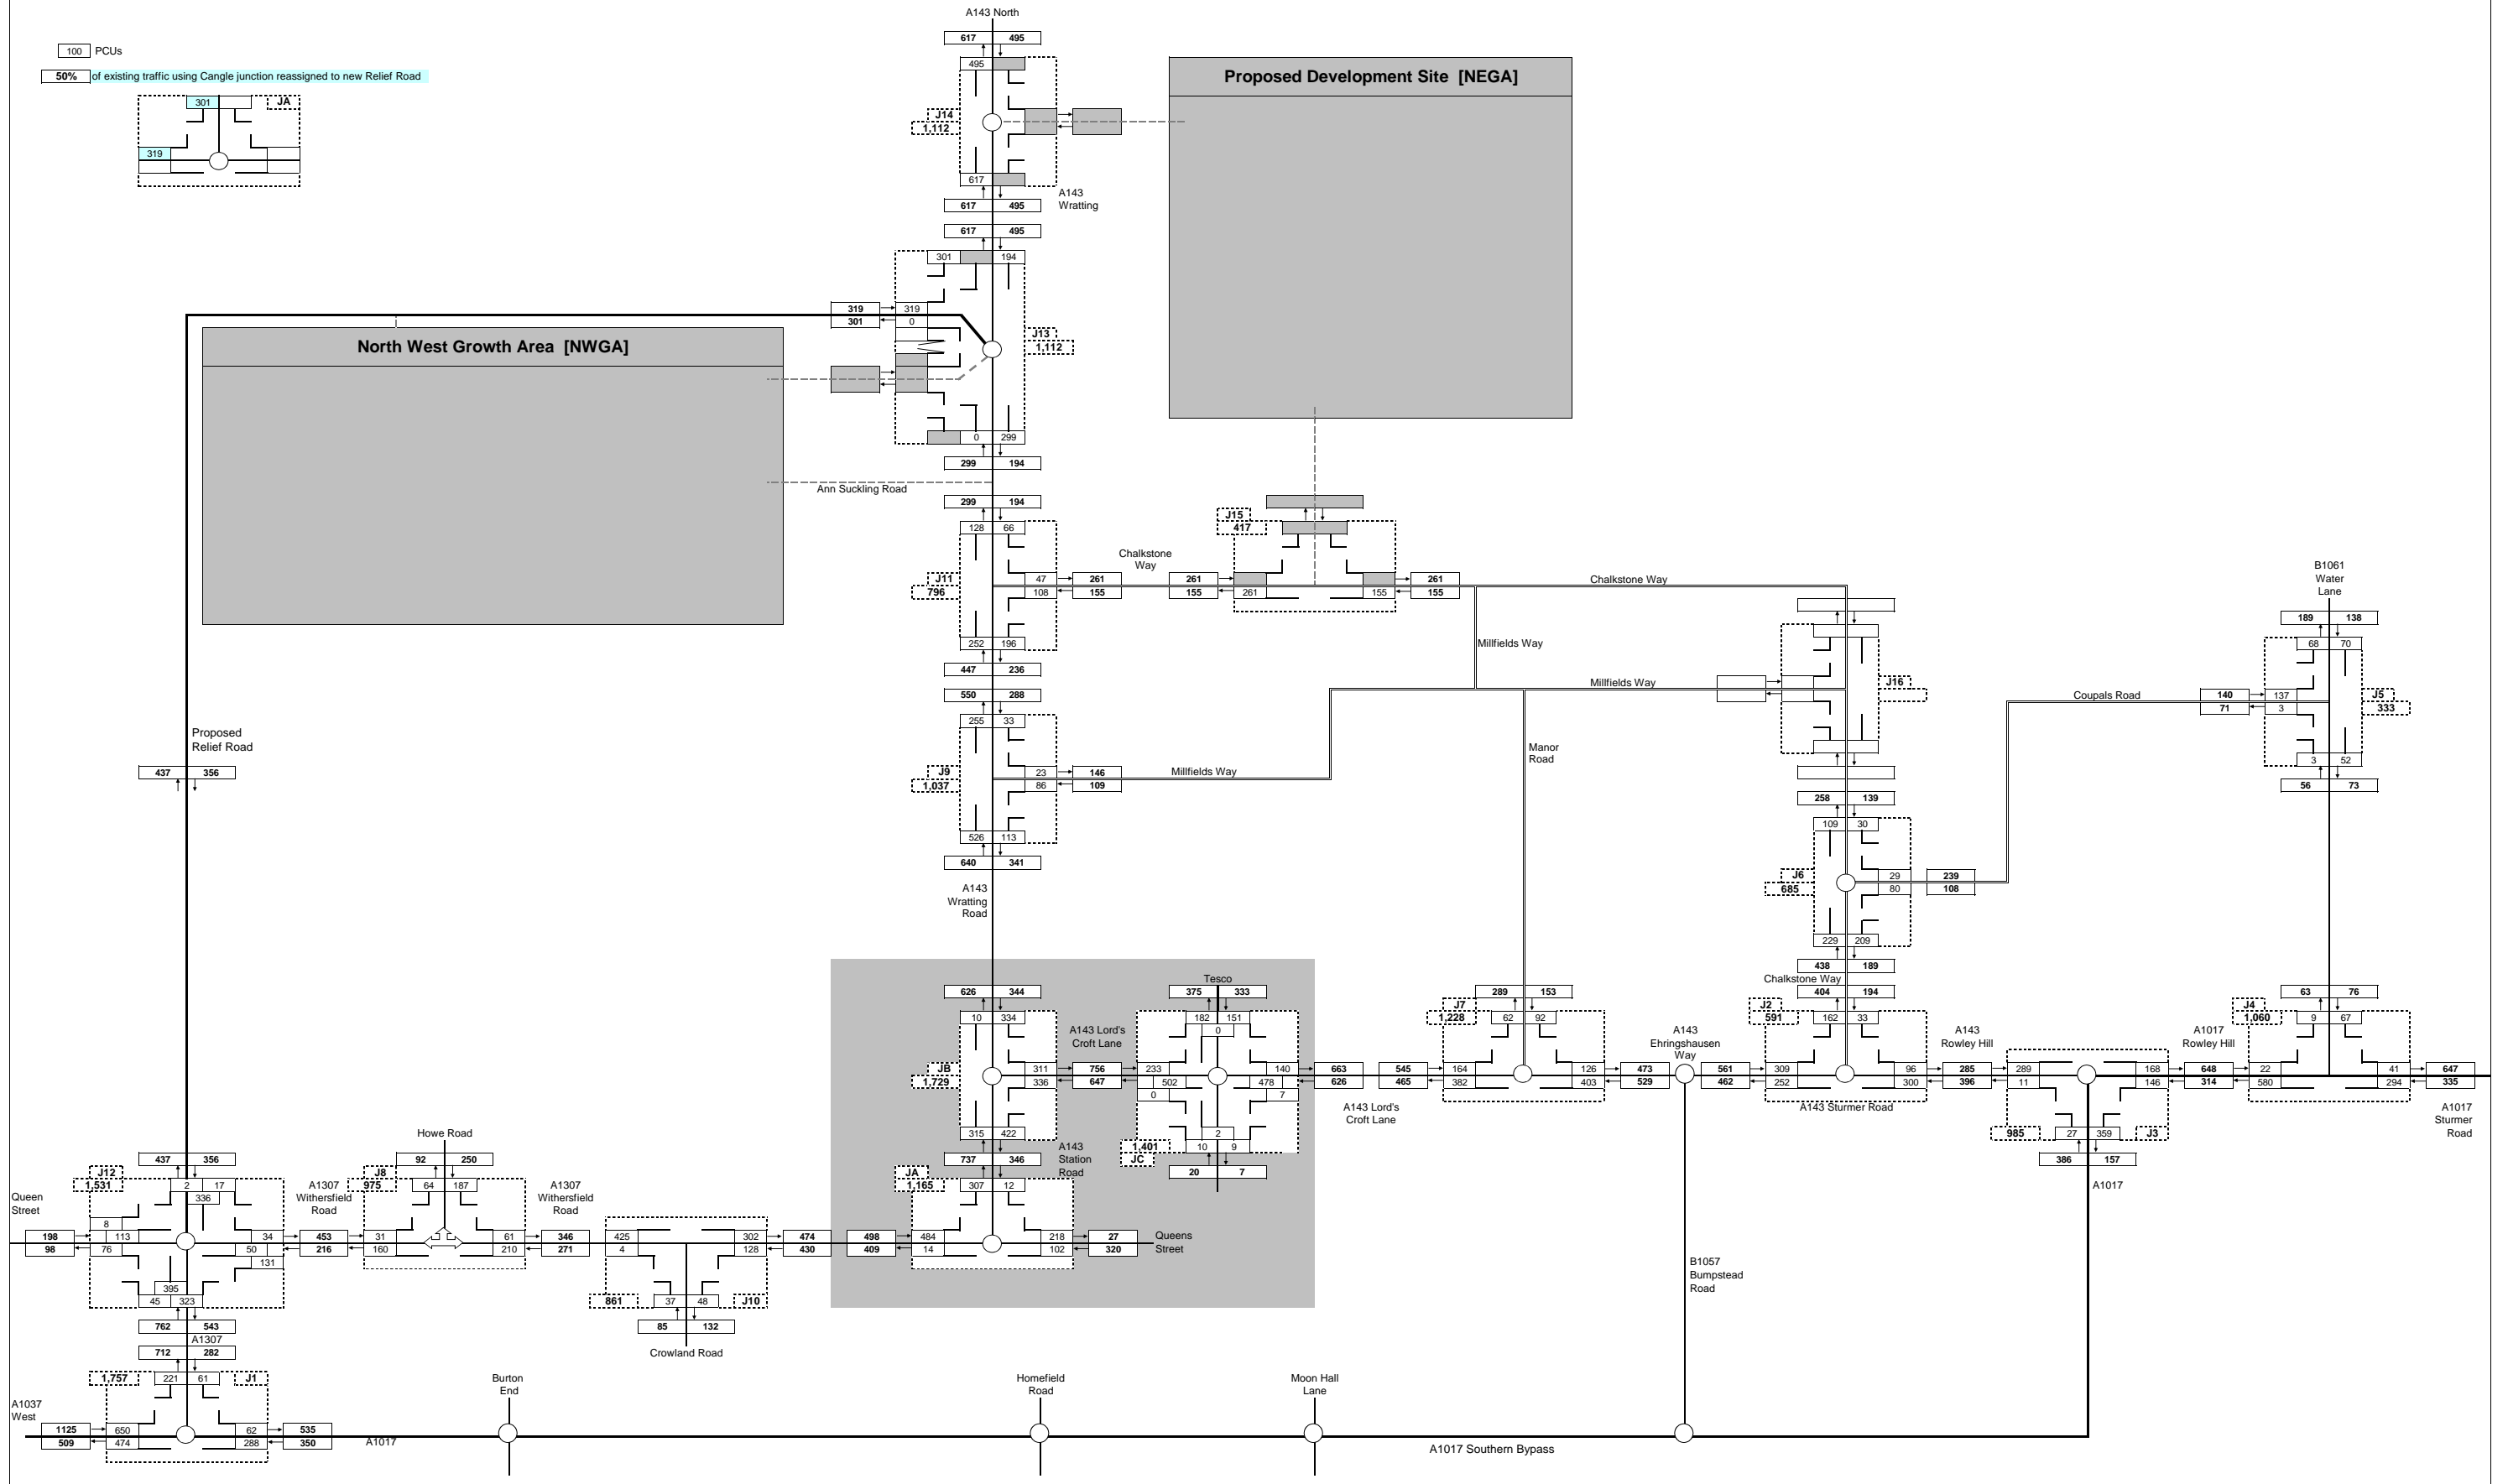 A143 North
617 495
100 PCUs
50% of existing traffic using Cangle junction reassigned to new Relief Road
301 JA
319
495
J14
1,112
617
A143
Wratting
617 495
Proposed Development Site [NEGA]
617 495
301 194
319 319
301 0
J13
1,112
0 299
299 194
North West Growth Area [NWGA]
Ann Suckling Road
299 194
128 66
J11
796
47 261
108 155
252 196
447 236
Chalkstone
Way
J15
417
261 261
155 261 155 155
Chalkstone Way
Millfields Way
Millfields Way
J16
B1061
Water
Lane
189 138
68 70
Coupals Road
140 137
71 3
J5
333
3 52
56 73
Proposed
Relief Road
437 356
550 288
255 33
J9
1,037
23 146
86 109
Millfields Way
526 113
640 341
A143
Wratting
Road
Manor
Road
258 139
109 30
J6
685
29 239
80 108
229 209
438 189
Chalkstone Way
626 344
10 334
JB
1,729
311 756
336 647
315 422
737 346
A143 Lord's
Croft Lane
Tesco
375 333
182 151
0
233 140 663
502 478 626
0 7
2
10 9
1,401
JC
20 7
A143
Station
Road
289 153
J7
1,228
62 92
545 164 126 473
465 382 403 529
A143 Lord's
Croft Lane
A143
Ehringshausen
Way
404 194
J2
591
162 33
561 309 96 285
462 252 300 396
A143 Sturmer Road
A143
Rowley Hill
289 168
11 146
985 27 359 J3
386 157
A1017
A1017
Rowley Hill
648
314
63 76
J4
1,060
9 67
22 41 647
580 294 335
A1017
Sturmer
Road
Queen
Street
437 356
J12
1,531
2 17
336
8
198 113 34 453
98 76 50 216
131
395
45 323
762 543
A1307
A1307
Withersfield
Road
Howe Road
92 250
J8
975
64 187
31 61 346
160 210 271
A1307
Withersfield
Road
425 302 474
4 128 430
861 37 48 J10
85 132
Crowland Road
JA
1,165
307 12
498 484 218 27
409 14 102 320
Queens
Street
B1057
Bumpstead
Road
712 282
1,757 221 61 J1
A1037
West
1125 650 62 535
509 474 288 350
A1017
Burton
End
Homefield
Road
Moon Hall
Lane
A1017 Southern Bypass